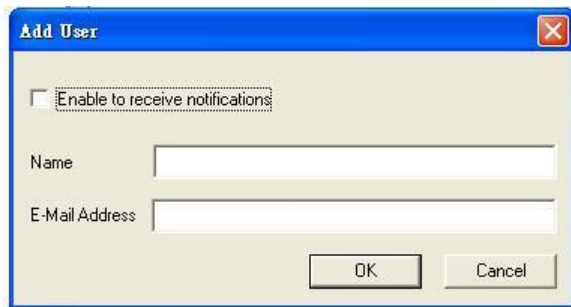 Add User
Enable to receive notifications
Name
E-Mail Address
OK Cancel